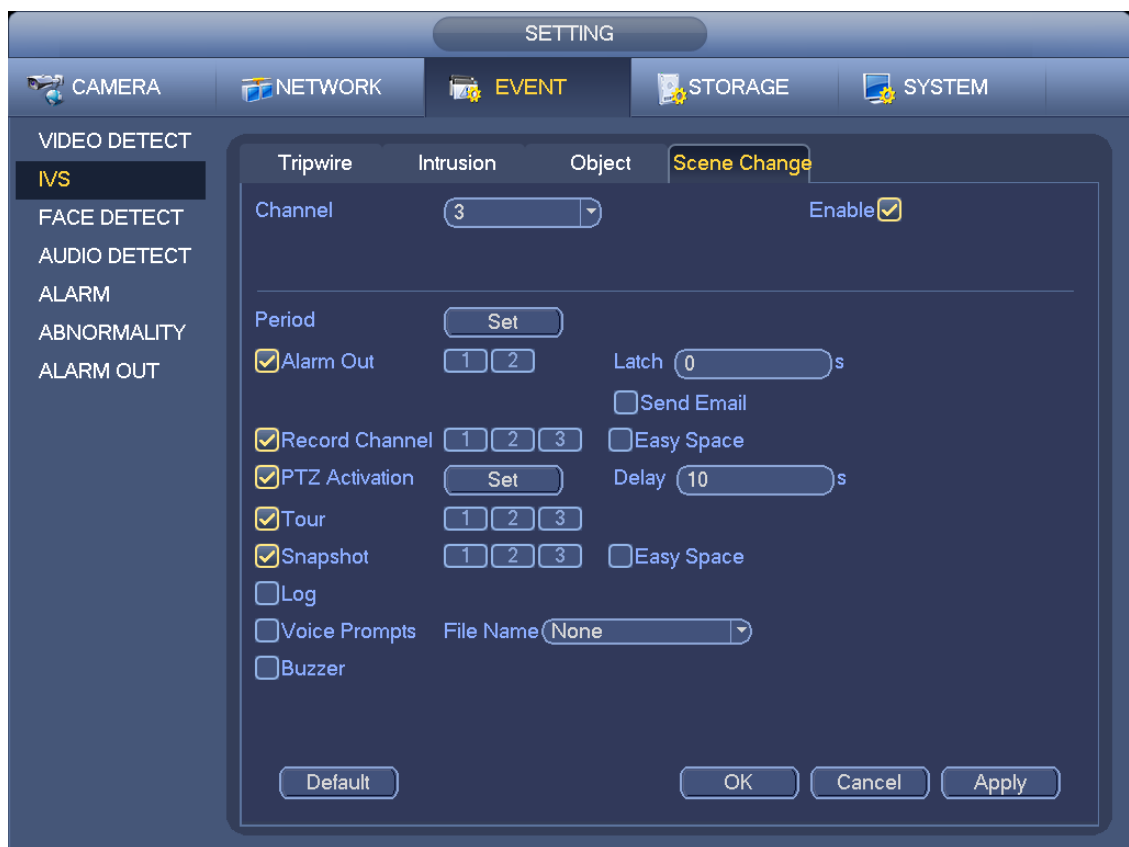 SETTING
CAMERA NETWORK EVENT STORAGE SYSTEM
VIDEO DETECT
IVS
FACE DETECT
AUDIO DETECT
ALARM
ABNORMALITY
ALARM OUT
Tripwire Intrusion Object Scene Change
Channel 3 Enable
Period Set
Alarm Out 1 2 Latch 0 s
Send Email
Record Channel 1 2 3 Easy Space
PTZ Activation Set Delay 10 s
Tour 1 2 3
Snapshot 1 2 3 Easy Space
Log
Voice Prompts File Name None
Buzzer
Default OK Cancel Apply